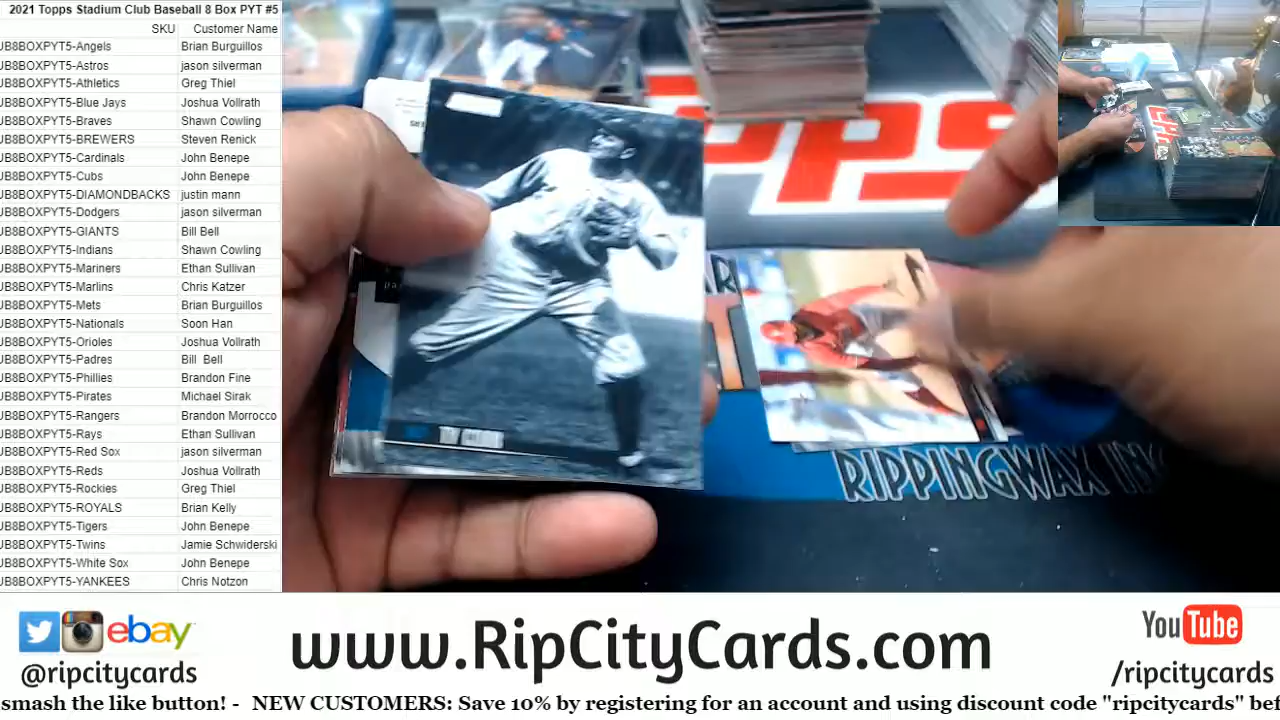 2021 Topps Stadium Club Baseball 8 Box PYT #5
SKU Customer Name
JB8BOXPYT5-Angels Brian Burguillos
JB8BOXPYT5-Astros jason silverman
JB8BOXPYT5-Athletics Greg Thiel
JB8BOXPYT5-Blue Jays Joshua Vollrath
JB8BOXPYT5-Braves Shawn Cowling
JB8BOXPYT5-BREWERS Steven Renick
JB8BOXPYT5-Cardinals John Benepe
JB8BOXPYT5-Cubs John Benepe
JB8BOXPYT5-DIAMONDBACKS justin mann
JB8BOXPYT5-Dodgers jason silverman
JB8BOXPYT5-GIANTS Bill Bell
JB8BOXPYT5-Indians Shawn Cowling
JB8BOXPYT5-Mariners Ethan Sullivan
JB8BOXPYT5-Marlins Chris Katzer
JB8BOXPYT5-Mets Brian Burguillos
JB8BOXPYT5-Nationals Soon Han
JB8BOXPYT5-Orioles Joshua Vollrath
JB8BOXPYT5-Padres Bill Bell
JB8BOXPYT5-Phillies Brandon Fine
JB8BOXPYT5-Pirates Michael Sirak
JB8BOXPYT5-Rangers Brandon Morrocco
JB8BOXPYT5-Rays Ethan Sullivan
JB8BOXPYT5-Red Sox jason silverman
JB8BOXPYT5-Reds Joshua Vollrath
JB8BOXPYT5-Rockies Greg Thiel
JB8BOXPYT5-ROYALS Brian Kelly
JB8BOXPYT5-Tigers John Benepe
JB8BOXPYT5-Twins Jamie Schwiderski
JB8BOXPYT5-White Sox John Benepe
JB8BOXPYT5-YANKEES Chris Notzon
PPS
RIPPINGWAX IN
ebay
@ripcitycards
www.RipCityCards.com
YouTube
/ripcitycards
smash the like button! - NEW CUSTOMERS: Save 10% by registering for an account and using discount code "ripcitycards" be